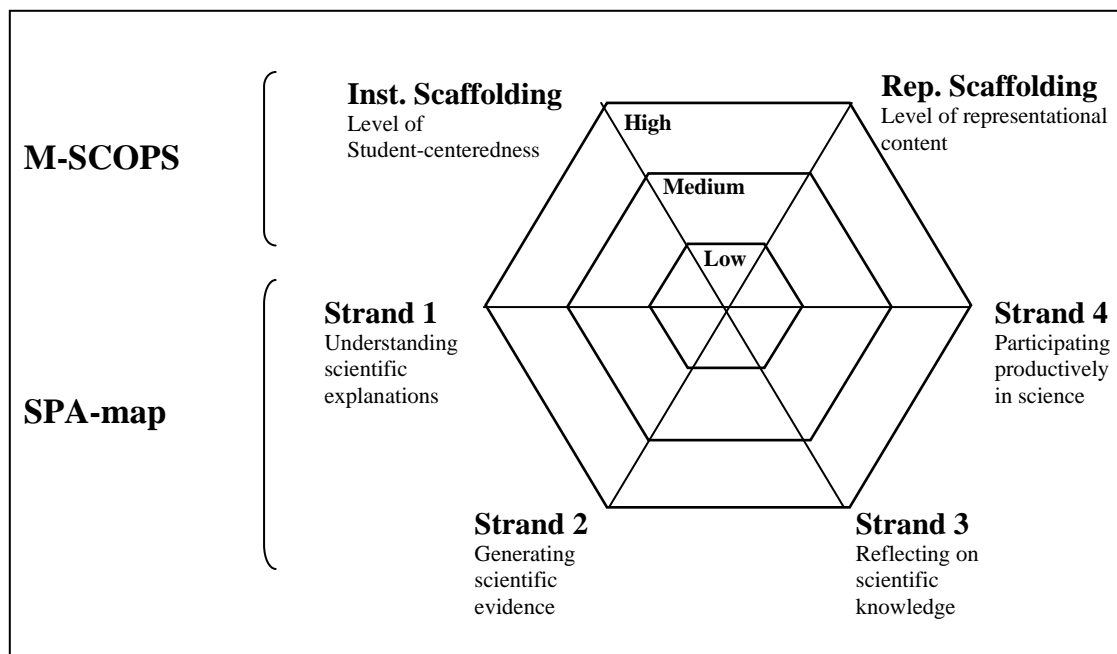 M-SCOPS
Inst. Scaffolding
Level of
Student-centeredness
Rep. Scaffolding
Level of representational
content
High
Medium
Low
SPA-map
Strand 1
Understanding
scientific
explanations
Strand 4
Participating
productively
in science
Strand 2
Generating
scientific
evidence
Strand 3
Reflecting on
scientific
knowledge